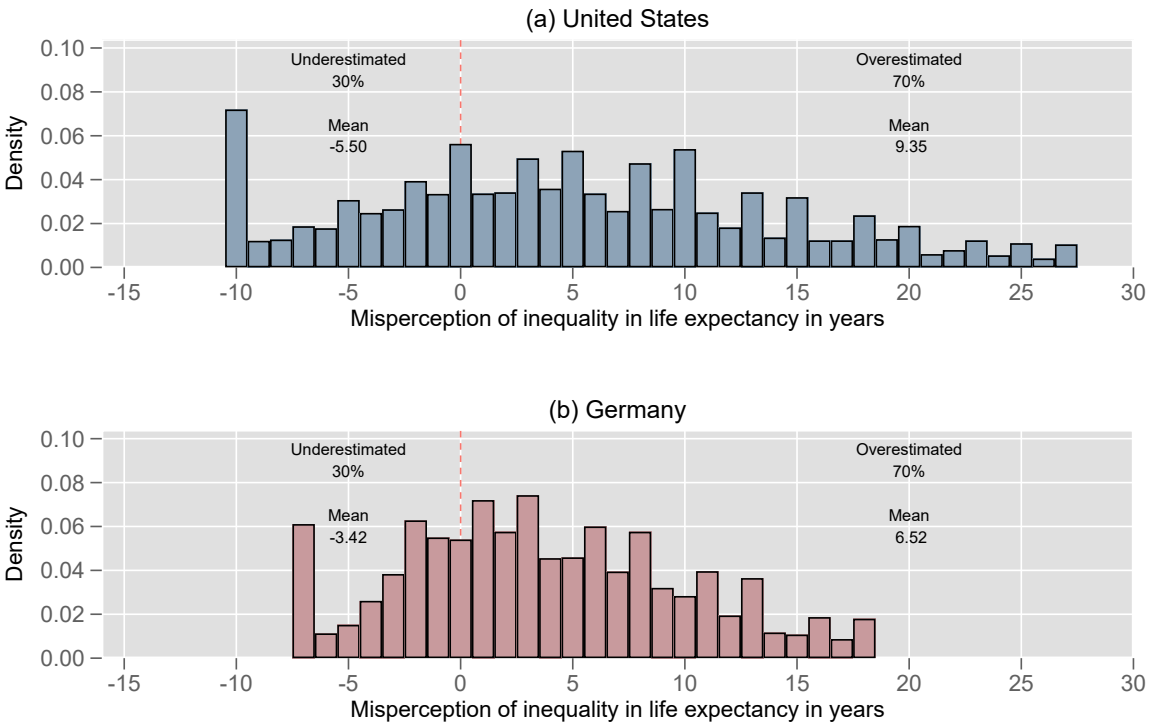 (a) United States
0.10
0.08
0.06
0.04
0.02
0.00
Density
Underestimated
30%
Mean
-5.50
Overestimated
70%
Mean
9.35
-15 -10 -5 0 5 10 15 20 25 30
Misperception of inequality in life expectancy in years
(b) Germany
0.10
0.08
0.06
0.04
0.02
0.00
Density
Underestimated
30%
Mean
-3.42
Overestimated
70%
Mean
6.52
-15 -10 -5 0 5 10 15 20 25 30
Misperception of inequality in life expectancy in years